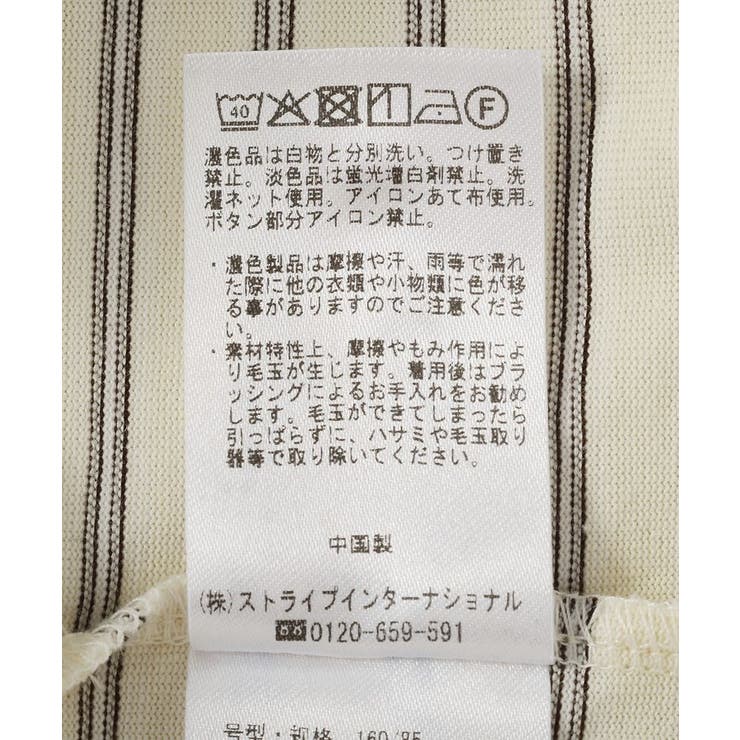 40 F
濃色品は白物と分別洗い。つけ置き
禁止。淡色品は蛍光増白剤禁止。洗
濯ネット使用。アイロンあて布使用。
ボタン部分アイロン禁止。
・濃色製品は摩擦や汗、雨等で濡れ
た際に他の衣類や小物類に色が移
る事がありますのでご注意くださ
い。
・素材特性上、摩擦やもみ作用によ
り毛玉が生じます。着用後はブラ
ッシングによるお手入れをお勧め
します。毛玉ができてしまったら
引っぱらずに、ハサミや毛玉取り
器等で取り除いてください。
中国製
(株)ストライプインターナショナル
0120-659-591
号型・规格 160/85